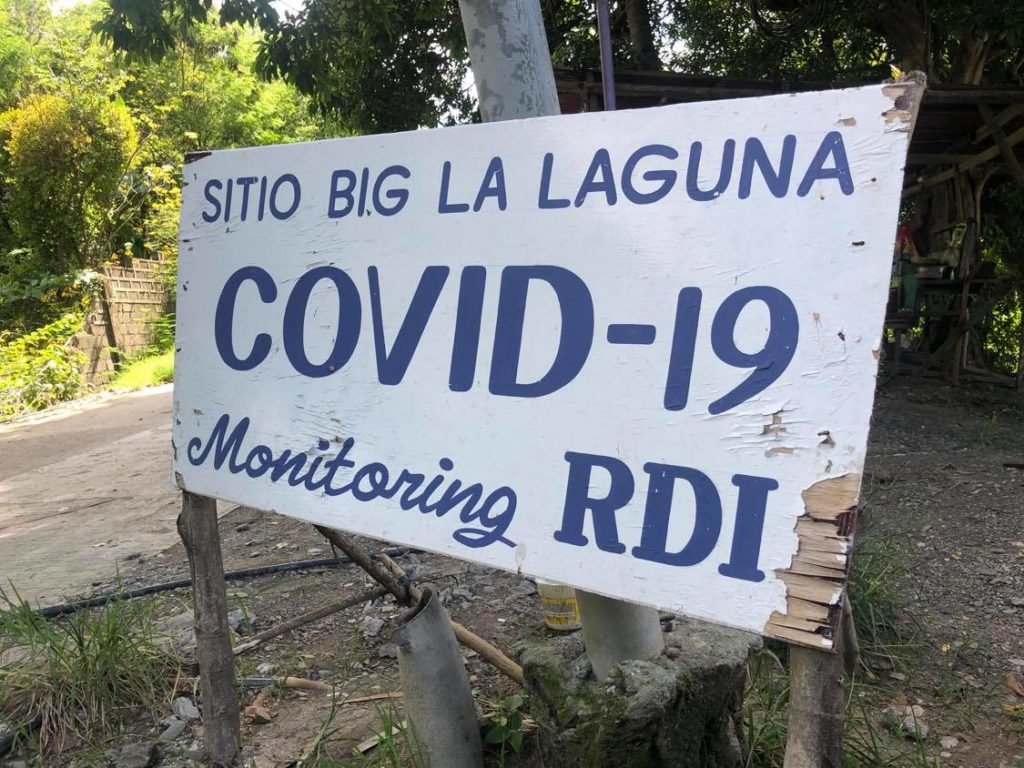 SITIO BIG LA LAGUNA
COVID-19
Monitoring RDI